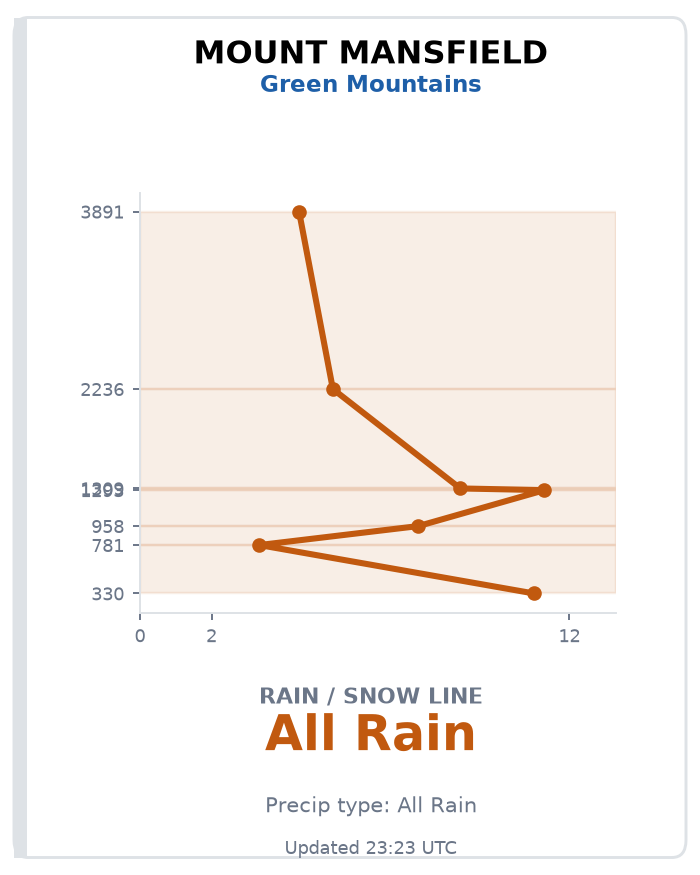 MOUNT MANSFIELD
Green Mountains
3891
2236
958
781
330
0 2 12
RAIN / SNOW LINE
All Rain
Precip type: All Rain
Updated 23:23 UTC